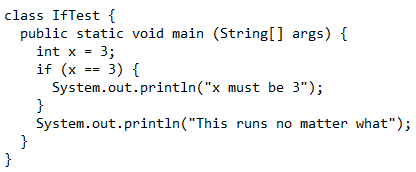 class IfTest {
  public static void main (String[] args) {
    int x = 3;
    if (x == 3) {
      System.out.println("x must be 3");
    }
    System.out.println("This runs no matter what");
  }
}